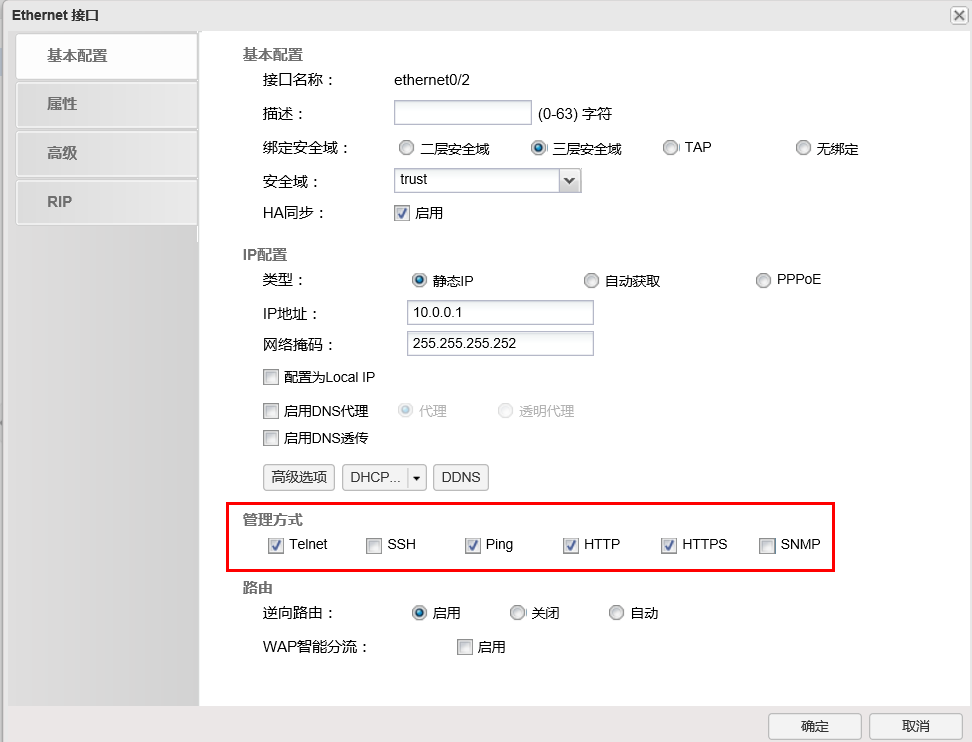 Ethernet 接口
基本配置
属性
高级
RIP
基本配置
接口名称： ethernet0/2
描述： (0-63) 字符
绑定安全域： 二层安全域 三层安全域 TAP 无绑定
安全域： trust
HA同步： 启用
IP配置
类型： 静态IP 自动获取 PPPoE
IP地址： 10.0.0.1
网络掩码： 255.255.255.252
配置为Local IP
启用DNS代理 代理 透明代理
启用DNS透传
高级选项 DHCP... DDNS
管理方式
Telnet SSH Ping HTTP HTTPS SNMP
路由
逆向路由： 启用 关闭 自动
WAP智能分流： 启用
确定 取消